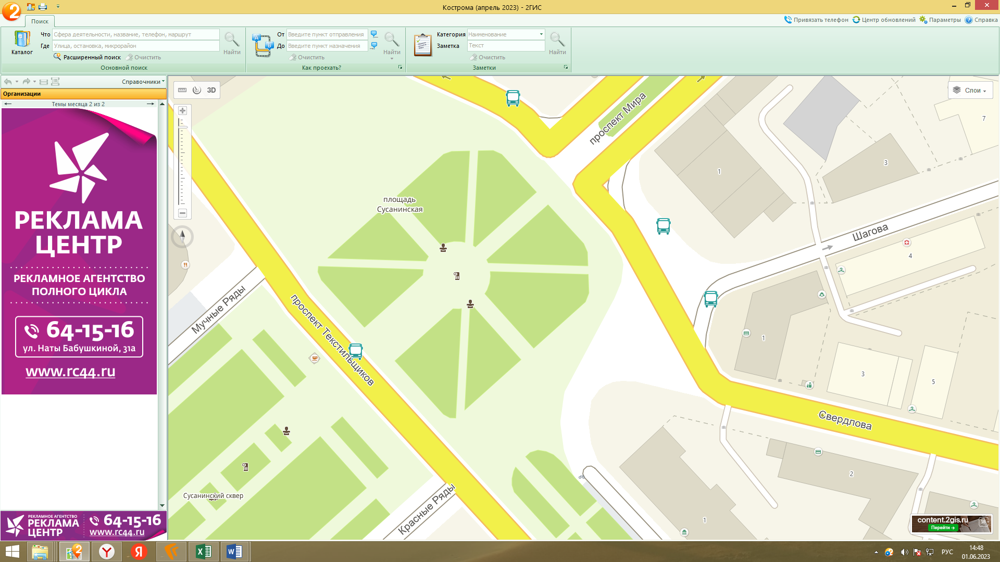 Кострома (апрель 2023) - 2ГИС
2
Поиск
Привязать телефон
Центр обновлений
Параметры
Справка
Каталог
Что
Сфера деятельности, название, телефон, маршрут
Где
Улица, остановка, микрорайон
Расширенный поиск
Очистить
Найти
Основной поиск
A
B
От
Введите пункт отправления
До
Введите пункт назначения
Очистить
Найти
Как проехать?
Категория
Наименование
Заметка
Текст
Очистить
Найти
Заметки
Справочники
Организации
Темы месяца 2 из 2
РЕКЛАМА
ЦЕНТР
РЕКЛАМНОЕ АГЕНТСТВО
ПОЛНОГО ЦИКЛА
64-15-16
ул. Наты Бабушкиной, 31а
www.rc44.ru
РЕКЛАМНОЕ АГЕНТСТВО
РЕКЛАМА
ЦЕНТР
64-15-16
www.rc44.ru
3D
Слои
проспект Мира
7
3
1
площадь
Сусанинская
Шагова
4
Мучные Ряды
проспект Текстильщиков
1
3
5
Свердлова
2
Сусанинский сквер
Красные Ряды
1
content.2gis.ru
Перейти →
18+
2
Y
Я
X
W
РУС
14:48
01.06.2023